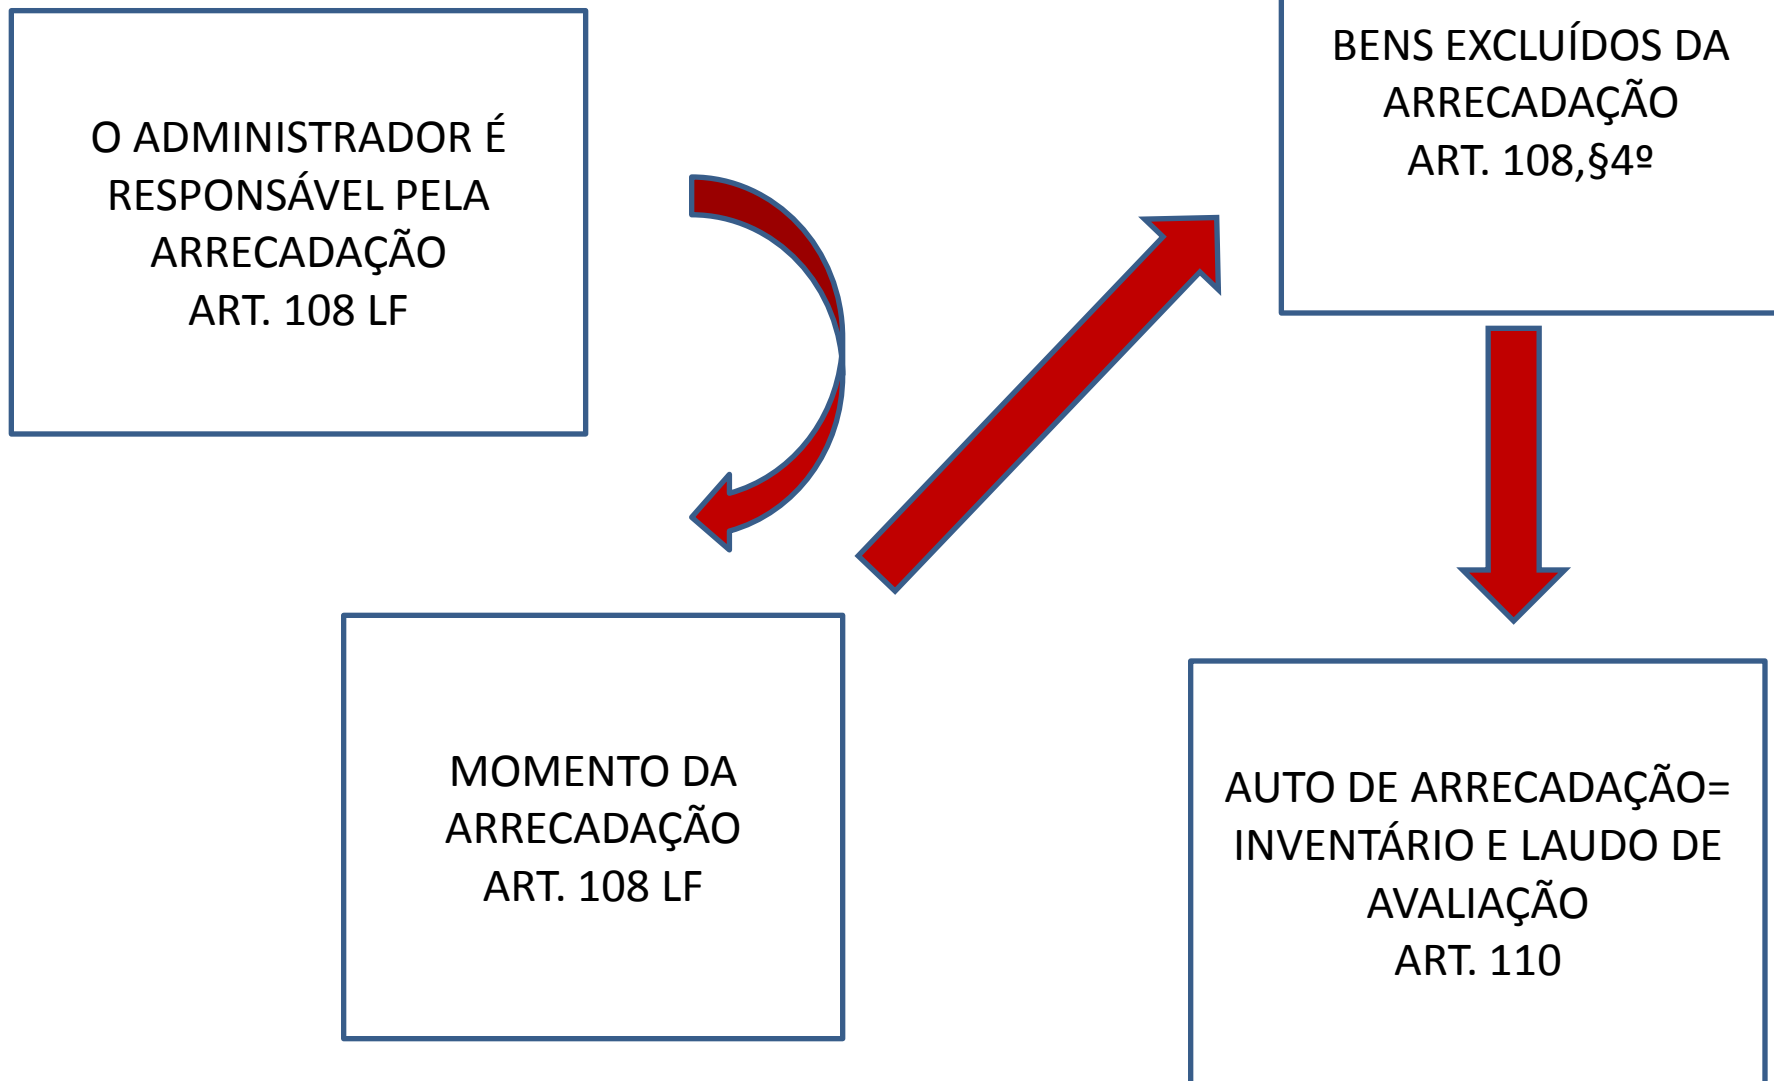 O ADMINISTRADOR É
RESPONSÁVEL PELA
ARRECADAÇÃO
ART. 108 LF
MOMENTO DA
ARRECADAÇÃO
ART. 108 LF
BENS EXCLUÍDOS DA
ARRECADAÇÃO
ART. 108,§4º
AUTO DE ARRECADAÇÃO=
INVENTÁRIO E LAUDO DE
AVALIAÇÃO
ART. 110